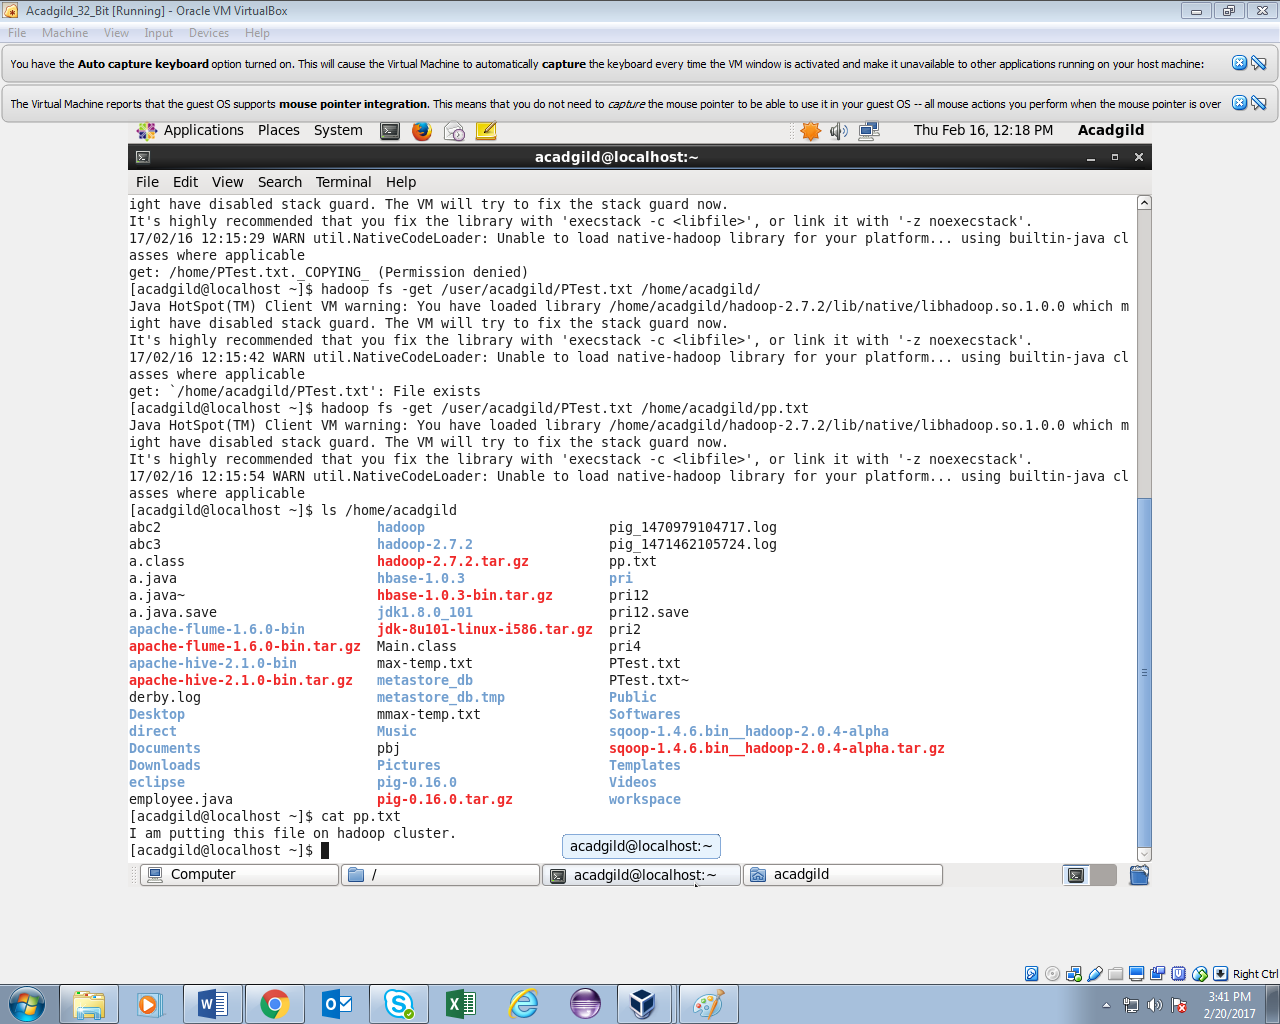 Acadgild_32_Bit [Running] - Oracle VM VirtualBox
File Machine View Input Devices Help
You have the Auto capture keyboard option turned on. This will cause the Virtual Machine to automatically capture the keyboard every time the VM window is activated and make it unavailable to other applications running on your host machine:
The Virtual Machine reports that the guest OS supports mouse pointer integration. This means that you do not need to capture the mouse pointer to be able to use it in your guest OS -- all mouse actions you perform when the mouse pointer is over
Applications Places System Thu Feb 16, 12:18 PM Acadgild
acadgild@localhost:~
File Edit View Search Terminal Help
ight have disabled stack guard. The VM will try to fix the stack guard now.
It's highly recommended that you fix the library with 'execstack -c <libfile>', or link it with '-z noexecstack'.
17/02/16 12:15:29 WARN util.NativeCodeLoader: Unable to load native-hadoop library for your platform... using builtin-java cl
asses where applicable
get: /home/PTest.txt._COPYING_ (Permission denied)
[acadgild@localhost ~]$ hadoop fs -get /user/acadgild/PTest.txt /home/acadgild/
Java HotSpot(TM) Client VM warning: You have loaded library /home/acadgild/hadoop-2.7.2/lib/native/libhadoop.so.1.0.0 which m
ight have disabled stack guard. The VM will try to fix the stack guard now.
It's highly recommended that you fix the library with 'execstack -c <libfile>', or link it with '-z noexecstack'.
17/02/16 12:15:42 WARN util.NativeCodeLoader: Unable to load native-hadoop library for your platform... using builtin-java cl
asses where applicable
get: `/home/acadgild/PTest.txt': File exists
[acadgild@localhost ~]$ hadoop fs -get /user/acadgild/PTest.txt /home/acadgild/pp.txt
Java HotSpot(TM) Client VM warning: You have loaded library /home/acadgild/hadoop-2.7.2/lib/native/libhadoop.so.1.0.0 which m
ight have disabled stack guard. The VM will try to fix the stack guard now.
It's highly recommended that you fix the library with 'execstack -c <libfile>', or link it with '-z noexecstack'.
17/02/16 12:15:54 WARN util.NativeCodeLoader: Unable to load native-hadoop library for your platform... using builtin-java cl
asses where applicable
[acadgild@localhost ~]$ ls /home/acadgild
abc2 hadoop pig_1470979104717.log
abc3 hadoop-2.7.2 pig_1471462105724.log
a.class hadoop-2.7.2.tar.gz pp.txt
a.java hbase-1.0.3 pri
a.java~ hbase-1.0.3-bin.tar.gz pri12
a.java.save jdk1.8.0_101 pri12.save
apache-flume-1.6.0-bin jdk-8u101-linux-i586.tar.gz pri2
apache-flume-1.6.0-bin.tar.gz Main.class pri4
apache-hive-2.1.0-bin max-temp.txt PTest.txt
apache-hive-2.1.0-bin.tar.gz metastore_db PTest.txt~
derby.log metastore_db.tmp Public
Desktop mmax-temp.txt Softwares
direct Music sqoop-1.4.6.bin__hadoop-2.0.4-alpha
Documents pbj sqoop-1.4.6.bin__hadoop-2.0.4-alpha.tar.gz
Downloads Pictures Templates
eclipse pig-0.16.0 Videos
employee.java pig-0.16.0.tar.gz workspace
[acadgild@localhost ~]$ cat pp.txt
I am putting this file on hadoop cluster.
[acadgild@localhost ~]$
acadgild@localhost:~
Computer / acadgild@localhost:~ acadgild
Right Ctrl
3:41 PM
2/20/2017